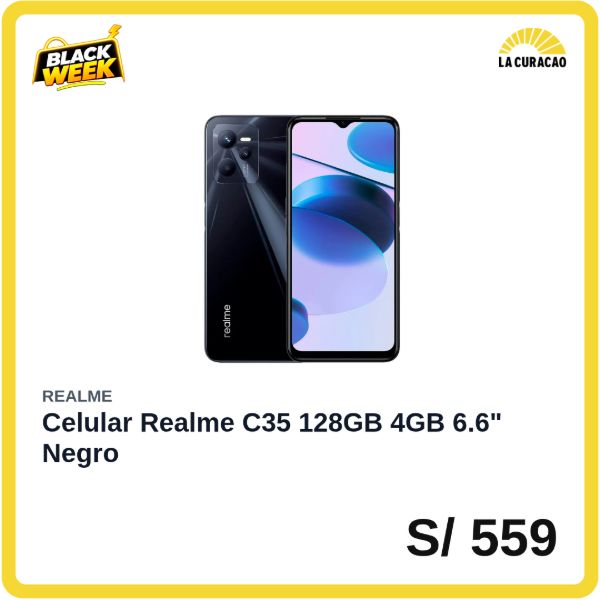 BLACK
WEEK
LA CURACAO
realme
REALME
Celular Realme C35 128GB 4GB 6.6"
Negro
S/ 559